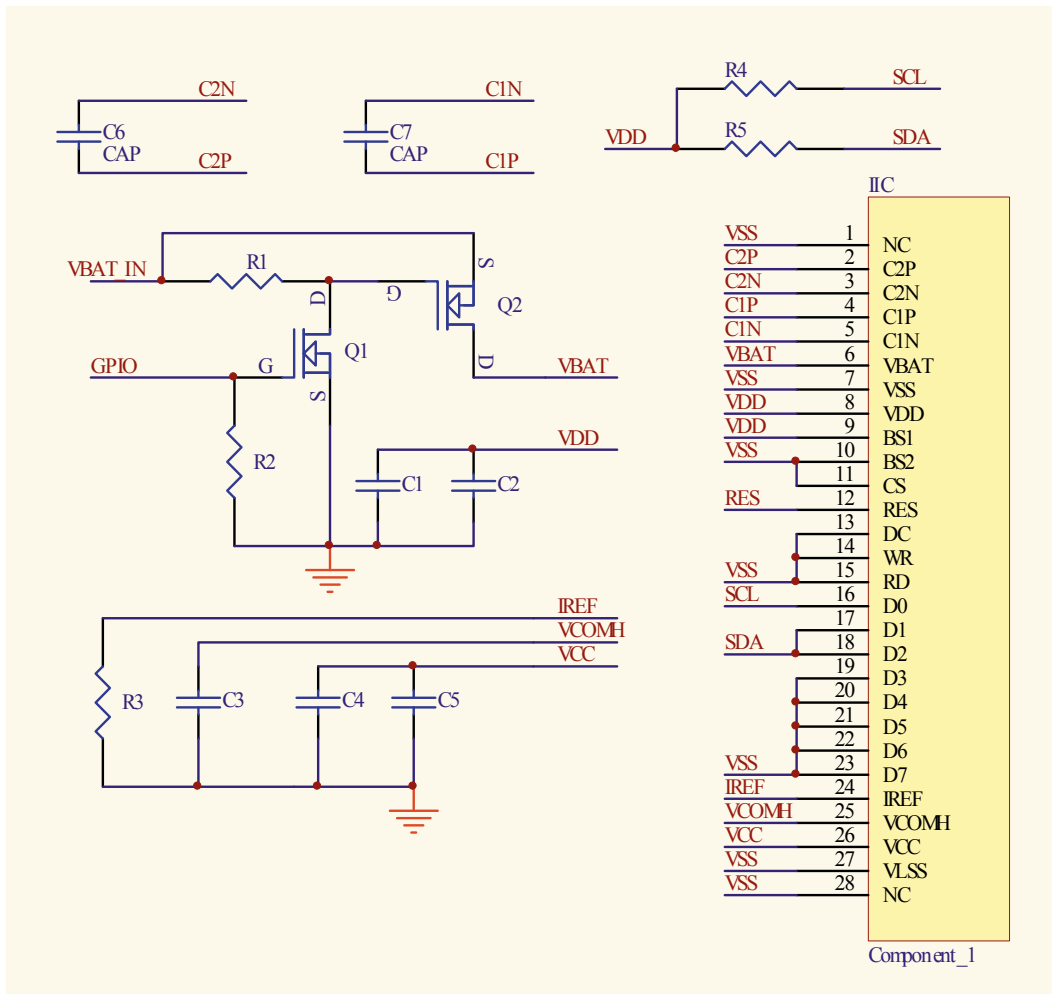 C2N
C6
CAP
C2P
C1N
C7
CAP
C1P
R4
SCL
VDD
R5
SDA
VBAT_IN
R1
S
D
G
Q2
D
VBAT
GPIO
G
Q1
S
R2
VDD
C1
C2
IREF
VCOMH
VCC
R3
C3
C4
C5
IIC
VSS 1 NC
C2P 2 C2P
C2N 3 C2N
C1P 4 C1P
C1N 5 C1N
VBAT 6 VBAT
VSS 7 VSS
VDD 8 VDD
VDD 9 BS1
VSS 10 BS2
11 CS
RES 12 RES
13 DC
14 WR
VSS 15 RD
SCL 16 D0
17 D1
SDA 18 D2
19 D3
20 D4
21 D5
22 D6
VSS 23 D7
IREF 24 IREF
VCOMH 25 VCOMH
VCC 26 VCC
VSS 27 VLSS
VSS 28 NC
Component_1